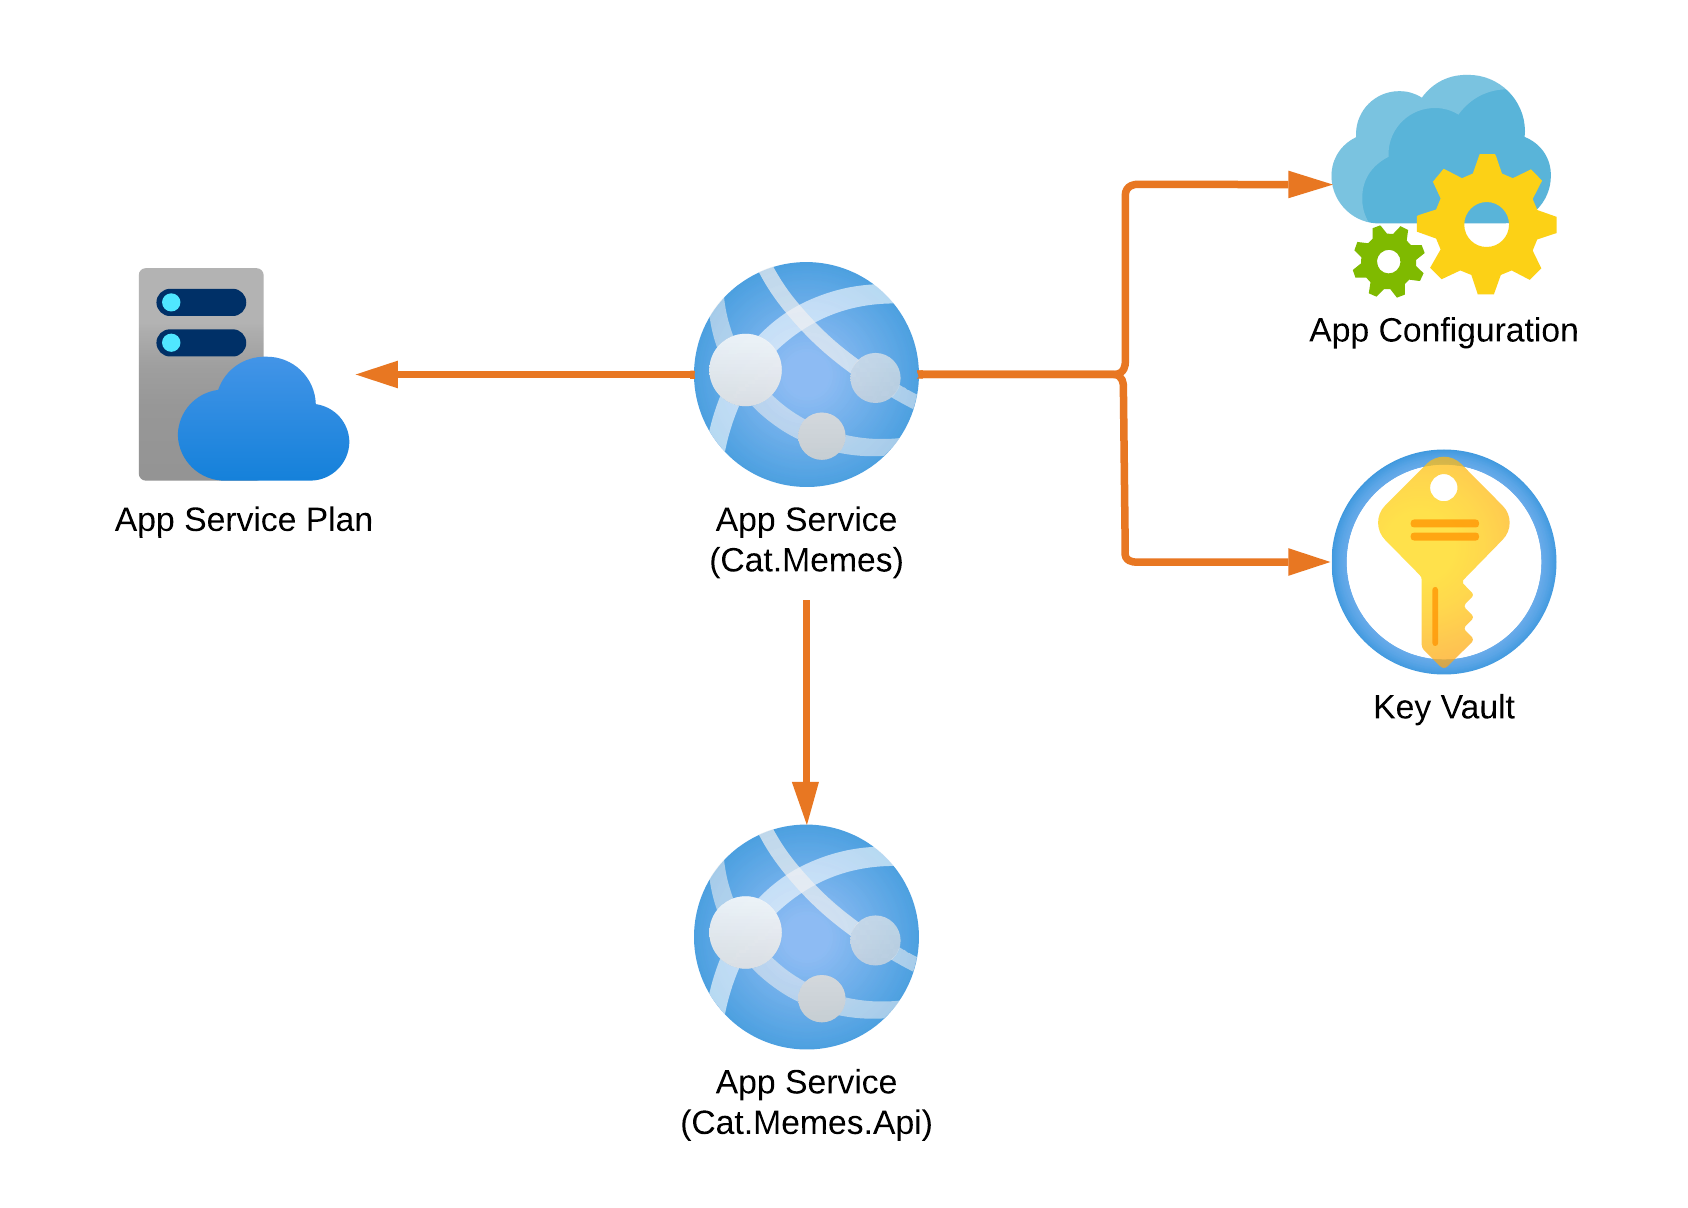 App Configuration
App Service Plan
App Service
(Cat.Memes)
Key Vault
App Service
(Cat.Memes.Api)